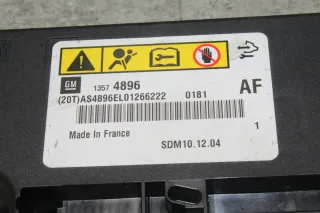 GM
1357 4896
AF
(20T)AS4896EL01266222 0181
Made In France
1
SDM10.12.04